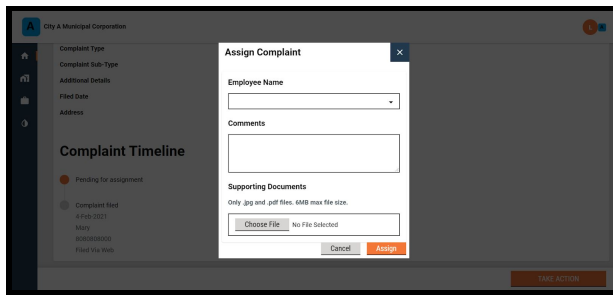 A
City A Municipal Corporation
L
Complaint Type
Complaint Sub-Type
Additional Details
Filed Date
Address
Complaint Timeline
Pending for assignment
Complaint filed
4-Feb-2021
Mary
Filed Via Web
Assign Complaint
×
Employee Name
Comments
Supporting Documents
Only .jpg and .pdf files. 6MB max file size.
Choose File No File Selected
Cancel Assign
TAKE ACTION